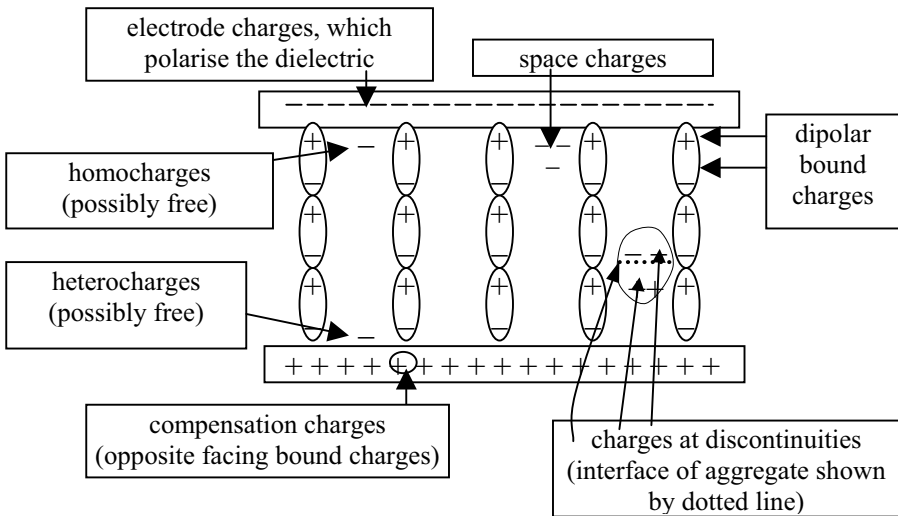 electrode charges, which
polarise the dielectric
space charges
homocharges
(possibly free)
dipolar
bound
charges
heterocharges
(possibly free)
+ + + + + + + + + + + + + + + + +
compensation charges
(opposite facing bound charges)
charges at discontinuities
(interface of aggregate shown
by dotted line)